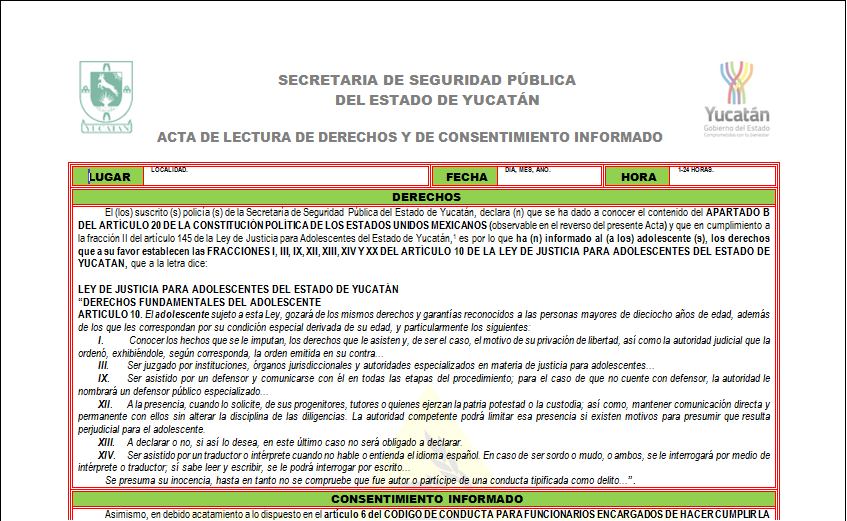 SECRETARIA DE SEGURIDAD PÚBLICA
DEL ESTADO DE YUCATÁN
YUCATAN
Yucatán
Gobierno del Estado
Comprometidos con tu bienestar
ACTA DE LECTURA DE DERECHOS Y DE CONSENTIMIENTO INFORMADO
LUGAR LOCALIDAD. FECHA DIA, MES, AÑO. HORA 1-24 HORAS.
DERECHOS
El (los) suscrito (s) policía (s) de la Secretaría de Seguridad Pública del Estado de Yucatán, declara (n) que se ha dado a conocer el contenido del APARTADO B
DEL ARTÍCULO 20 DE LA CONSTITUCIÓN POLÍTICA DE LOS ESTADOS UNIDOS MEXICANOS (observable en el reverso del presente Acta) y que en cumplimiento a
la fracción II del artículo 145 de la Ley de Justicia para Adolescentes del Estado de Yucatán,¹ es por lo que ha (n) informado al (a los) adolescente (s), los derechos
que a su favor establecen las FRACCIONES I, III, IX, XII, XIII, XIV Y XX DEL ARTÍCULO 10 DE LA LEY DE JUSTICIA PARA ADOLESCENTES DEL ESTADO DE
YUCATAN, que a la letra dice:
LEY DE JUSTICIA PARA ADOLESCENTES DEL ESTADO DE YUCATÁN
“DERECHOS FUNDAMENTALES DEL ADOLESCENTE
ARTÍCULO 10. El adolescente sujeto a esta Ley, gozará de los mismos derechos y garantías reconocidos a las personas mayores de dieciocho años de edad, además
de los que les correspondan por su condición especial derivada de su edad, y particularmente los siguientes:
I. Conocer los hechos que se le imputan, los derechos que le asisten y, de ser el caso, el motivo de su privación de libertad, así como la autoridad judicial que la
ordenó, exhibiéndole, según corresponda, la orden emitida en su contra…
III. Ser juzgado por instituciones, órganos jurisdiccionales y autoridades especializados en materia de justicia para adolescentes…
IX. Ser asistido por un defensor y comunicarse con él en todas las etapas del procedimiento; para el caso de que no cuente con defensor, la autoridad le
nombrará un defensor público especializado…
XII. A la presencia, cuando lo solicite, de sus progenitores, tutores o quienes ejerzan la patria potestad o la custodia; así como, mantener comunicación directa y
permanente con ellos sin alterar la disciplina de las diligencias. La autoridad competente podrá limitar esa presencia si existen motivos para presumir que resulta
perjudicial para el adolescente.
XIII. A declarar o no, si así lo desea, en este último caso no será obligado a declarar.
XIV. Ser asistido por un traductor o intérprete cuando no hable o entienda el idioma español. En caso de ser sordo o mudo, o ambos, se le interrogará por medio de
intérprete o traductor; sí sabe leer y escribir, se le podrá interrogar por escrito…
Se presuma su inocencia, hasta en tanto no se compruebe que fue autor o partícipe de una conducta tipificada como delito…”.
CONSENTIMIENTO INFORMADO
Asimismo, en debido acatamiento a lo dispuesto en el artículo 6 del CODIGO DE CONDUCTA PARA FUNCIONARIOS ENCARGADOS DE HACER CUMPLIR LA